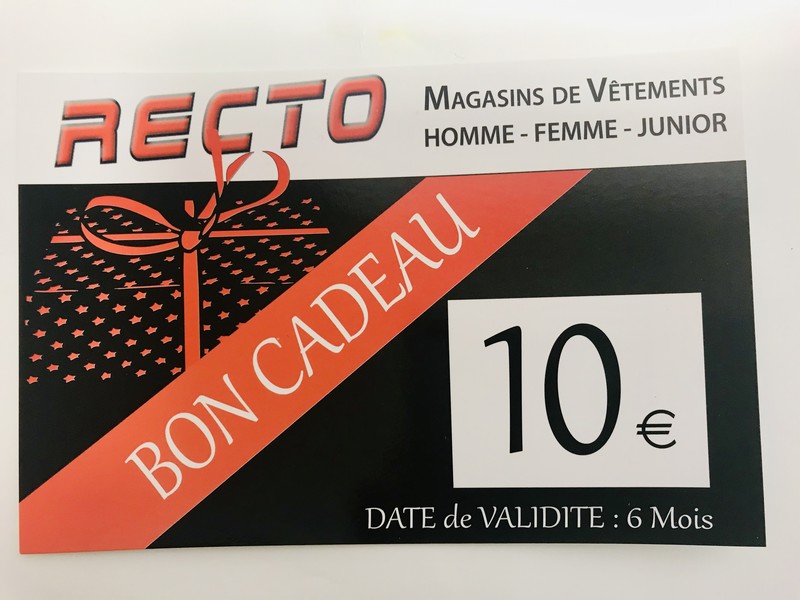 RECTO
MAGASINS DE VÊTEMENTS
HOMME - FEMME - JUNIOR
BON CADEAU
10 €
DATE de VALIDITE : 6 Mois